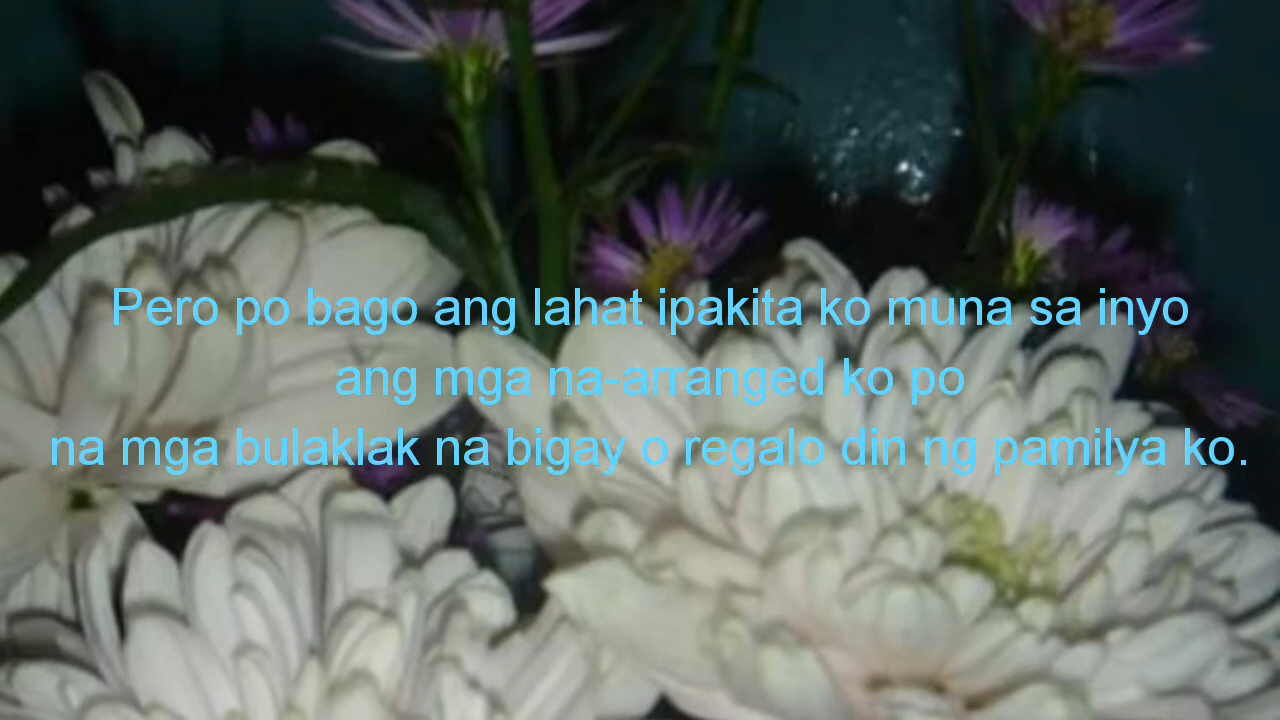 Pero po bago ang lahat ipakita ko muna sa inyo
ang mga na-arranged ko po
na mga bulaklak na bigay o regalo din ng pamilya ko.